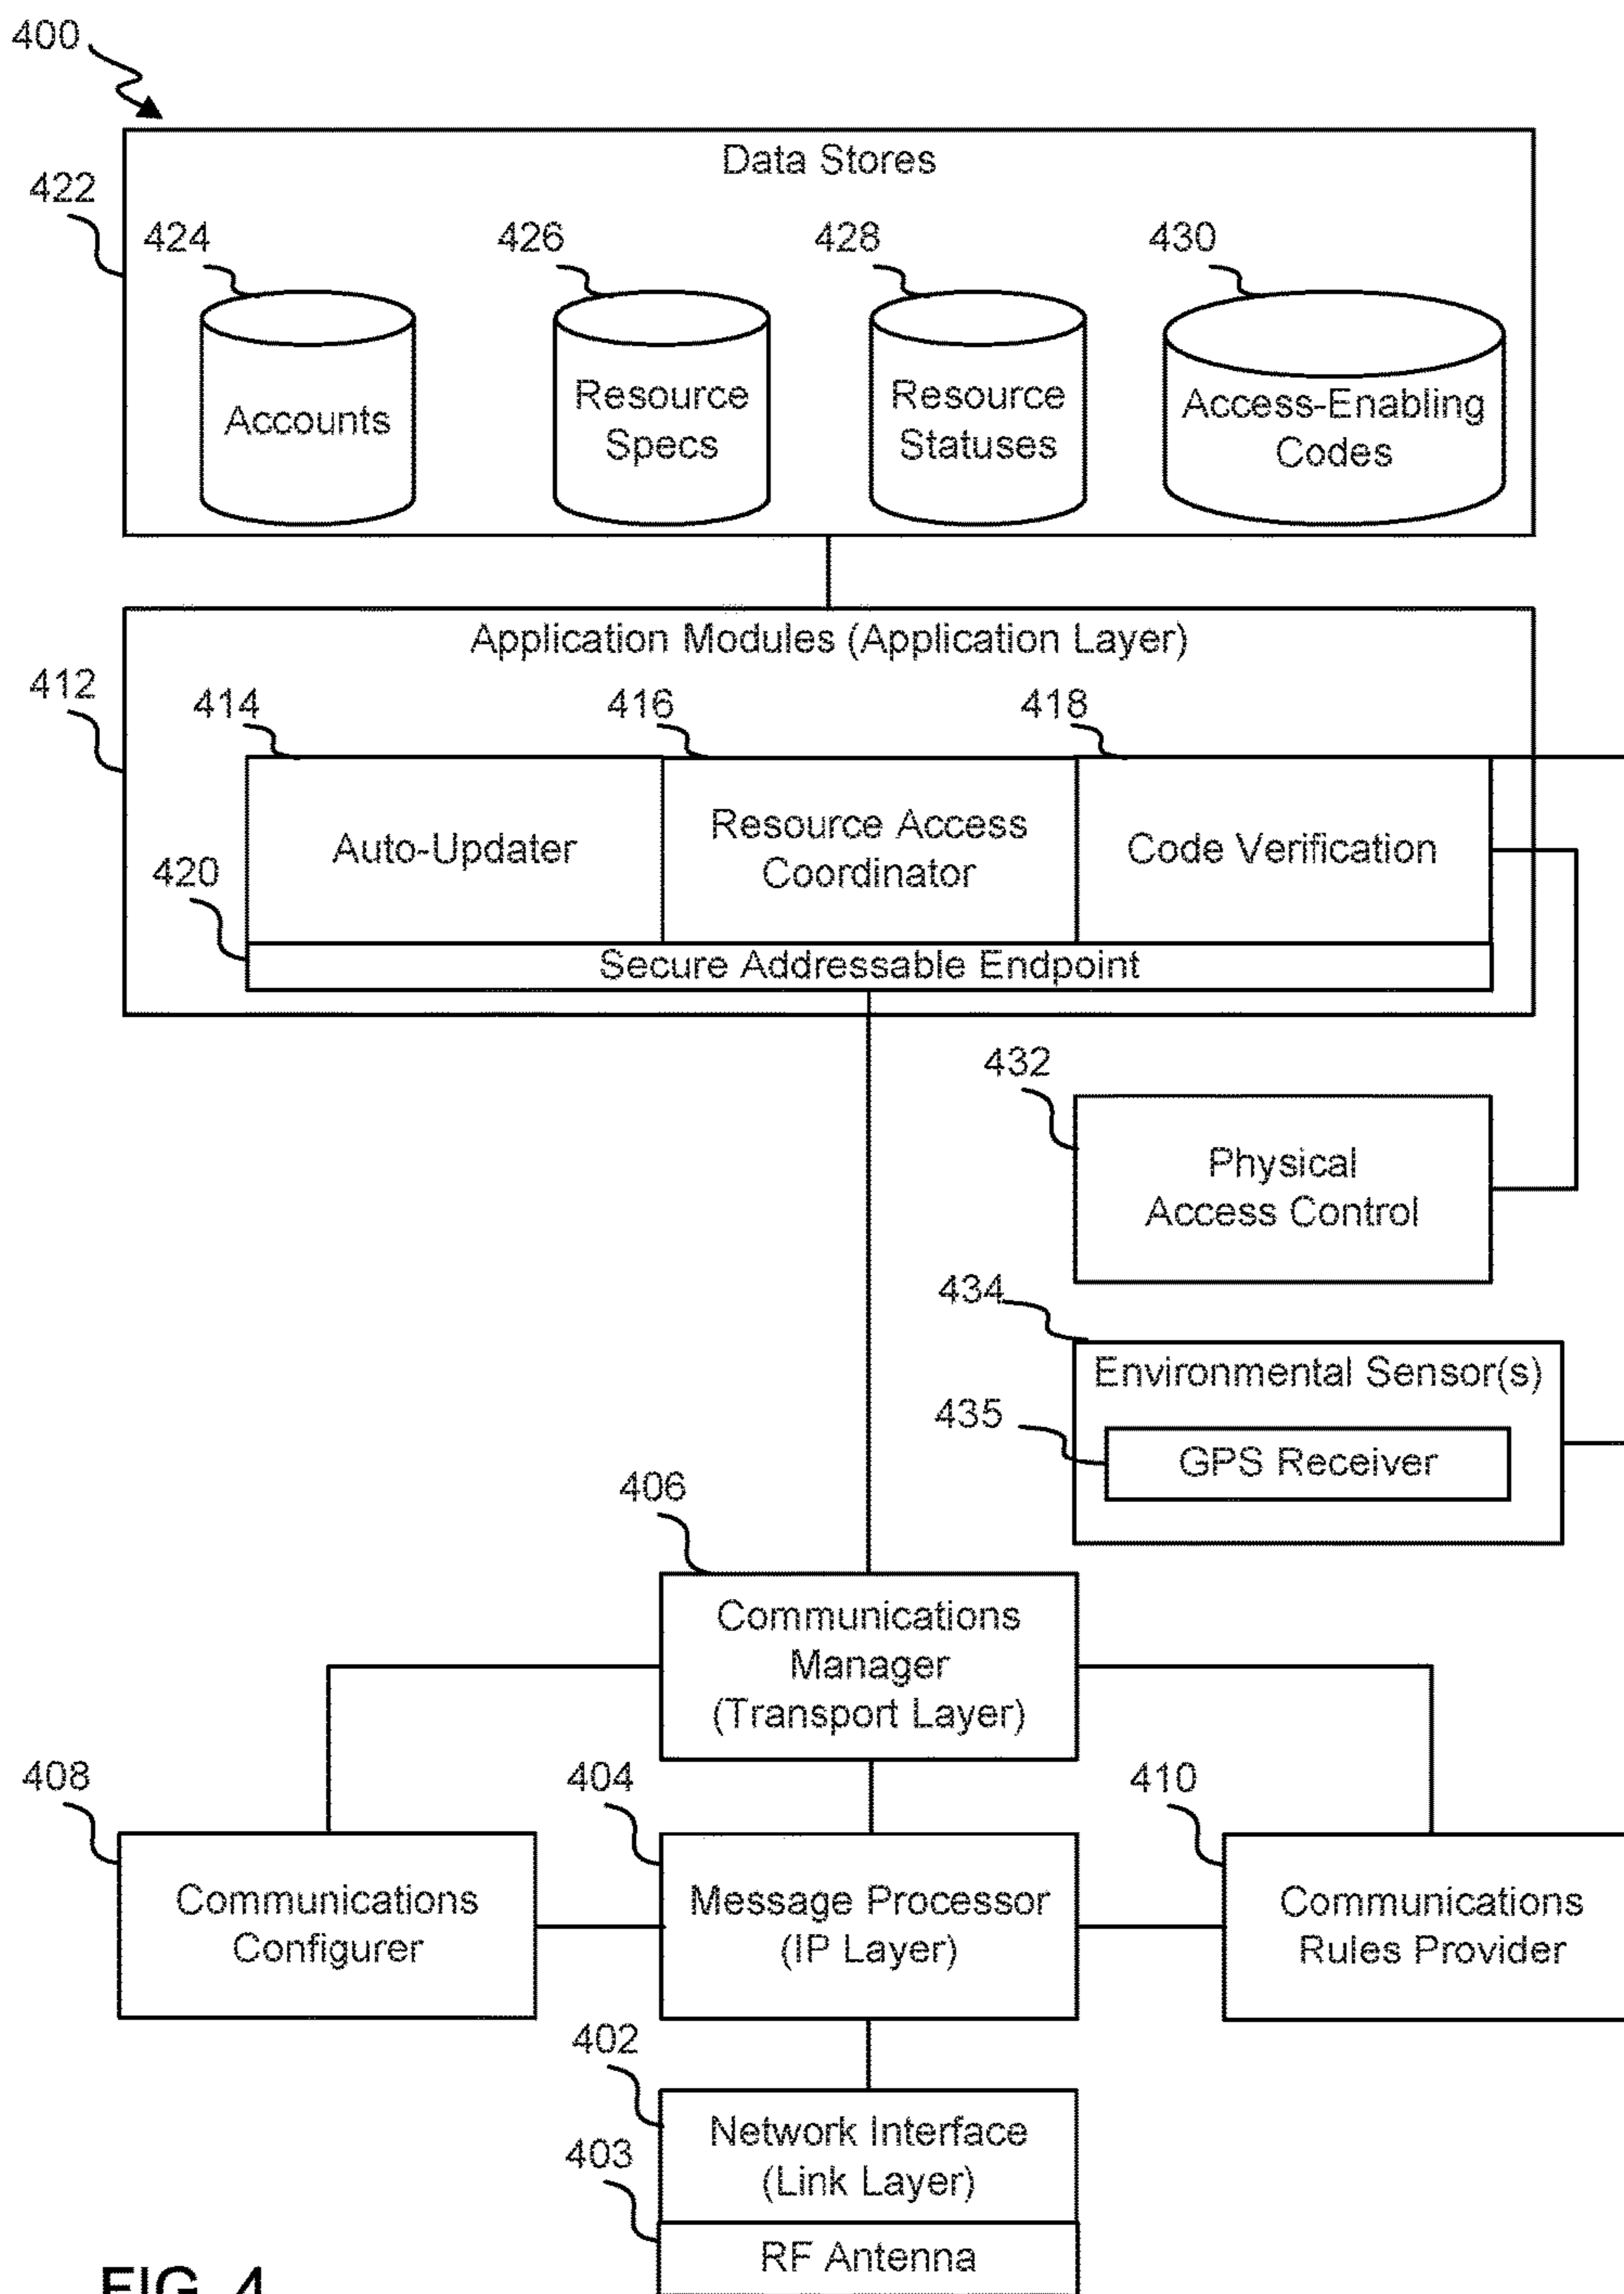 400
Data Stores
422
424
426
428
430
Accounts
Resource
Specs
Resource
Statuses
Access-Enabling
Codes
Application Modules (Application Layer)
412
414
416
418
Auto-Updater
Resource Access
Coordinator
Code Verification
420
Secure Addressable Endpoint
432
Physical
Access Control
434
Environmental Sensor(s)
435
GPS Receiver
406
Communications
Manager
(Transport Layer)
408
404
410
Communications
Configurer
Message Processor
(IP Layer)
Communications
Rules Provider
402
Network Interface
(Link Layer)
403
RF Antenna
FIG. 4